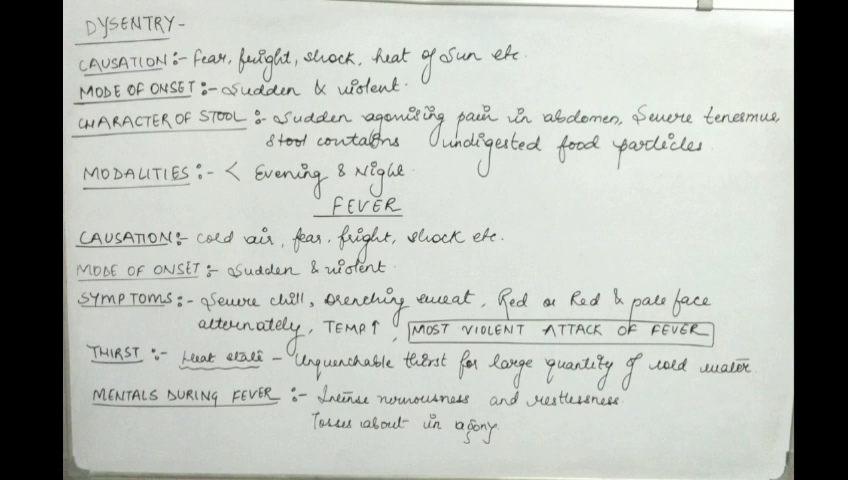 DYSENTRY -
CAUSATION :- fear, fright, shock, heat of Sun etc.
MODE OF ONSET :- Sudden & violent.
CHARACTER OF STOOL :- Sudden agonising pain in abdomen, Severe tenesmus
Stool contains undigested food particles.
MODALITIES :- < Evening & Night.
FEVER
CAUSATION :- cold air, fear, fright, shock etc.
MODE OF ONSET :- Sudden & violent.
SYMPTOMS :- Severe chill, Drenching sweat, Red or Red & pale face
alternately, TEMP↑, MOST VIOLENT ATTACK OF FEVER
THIRST :- Heat state - Unquenchable thirst for large quantity of cold water.
MENTALS DURING FEVER :- Intense nervousness and restlessness.
Tosses about in agony.